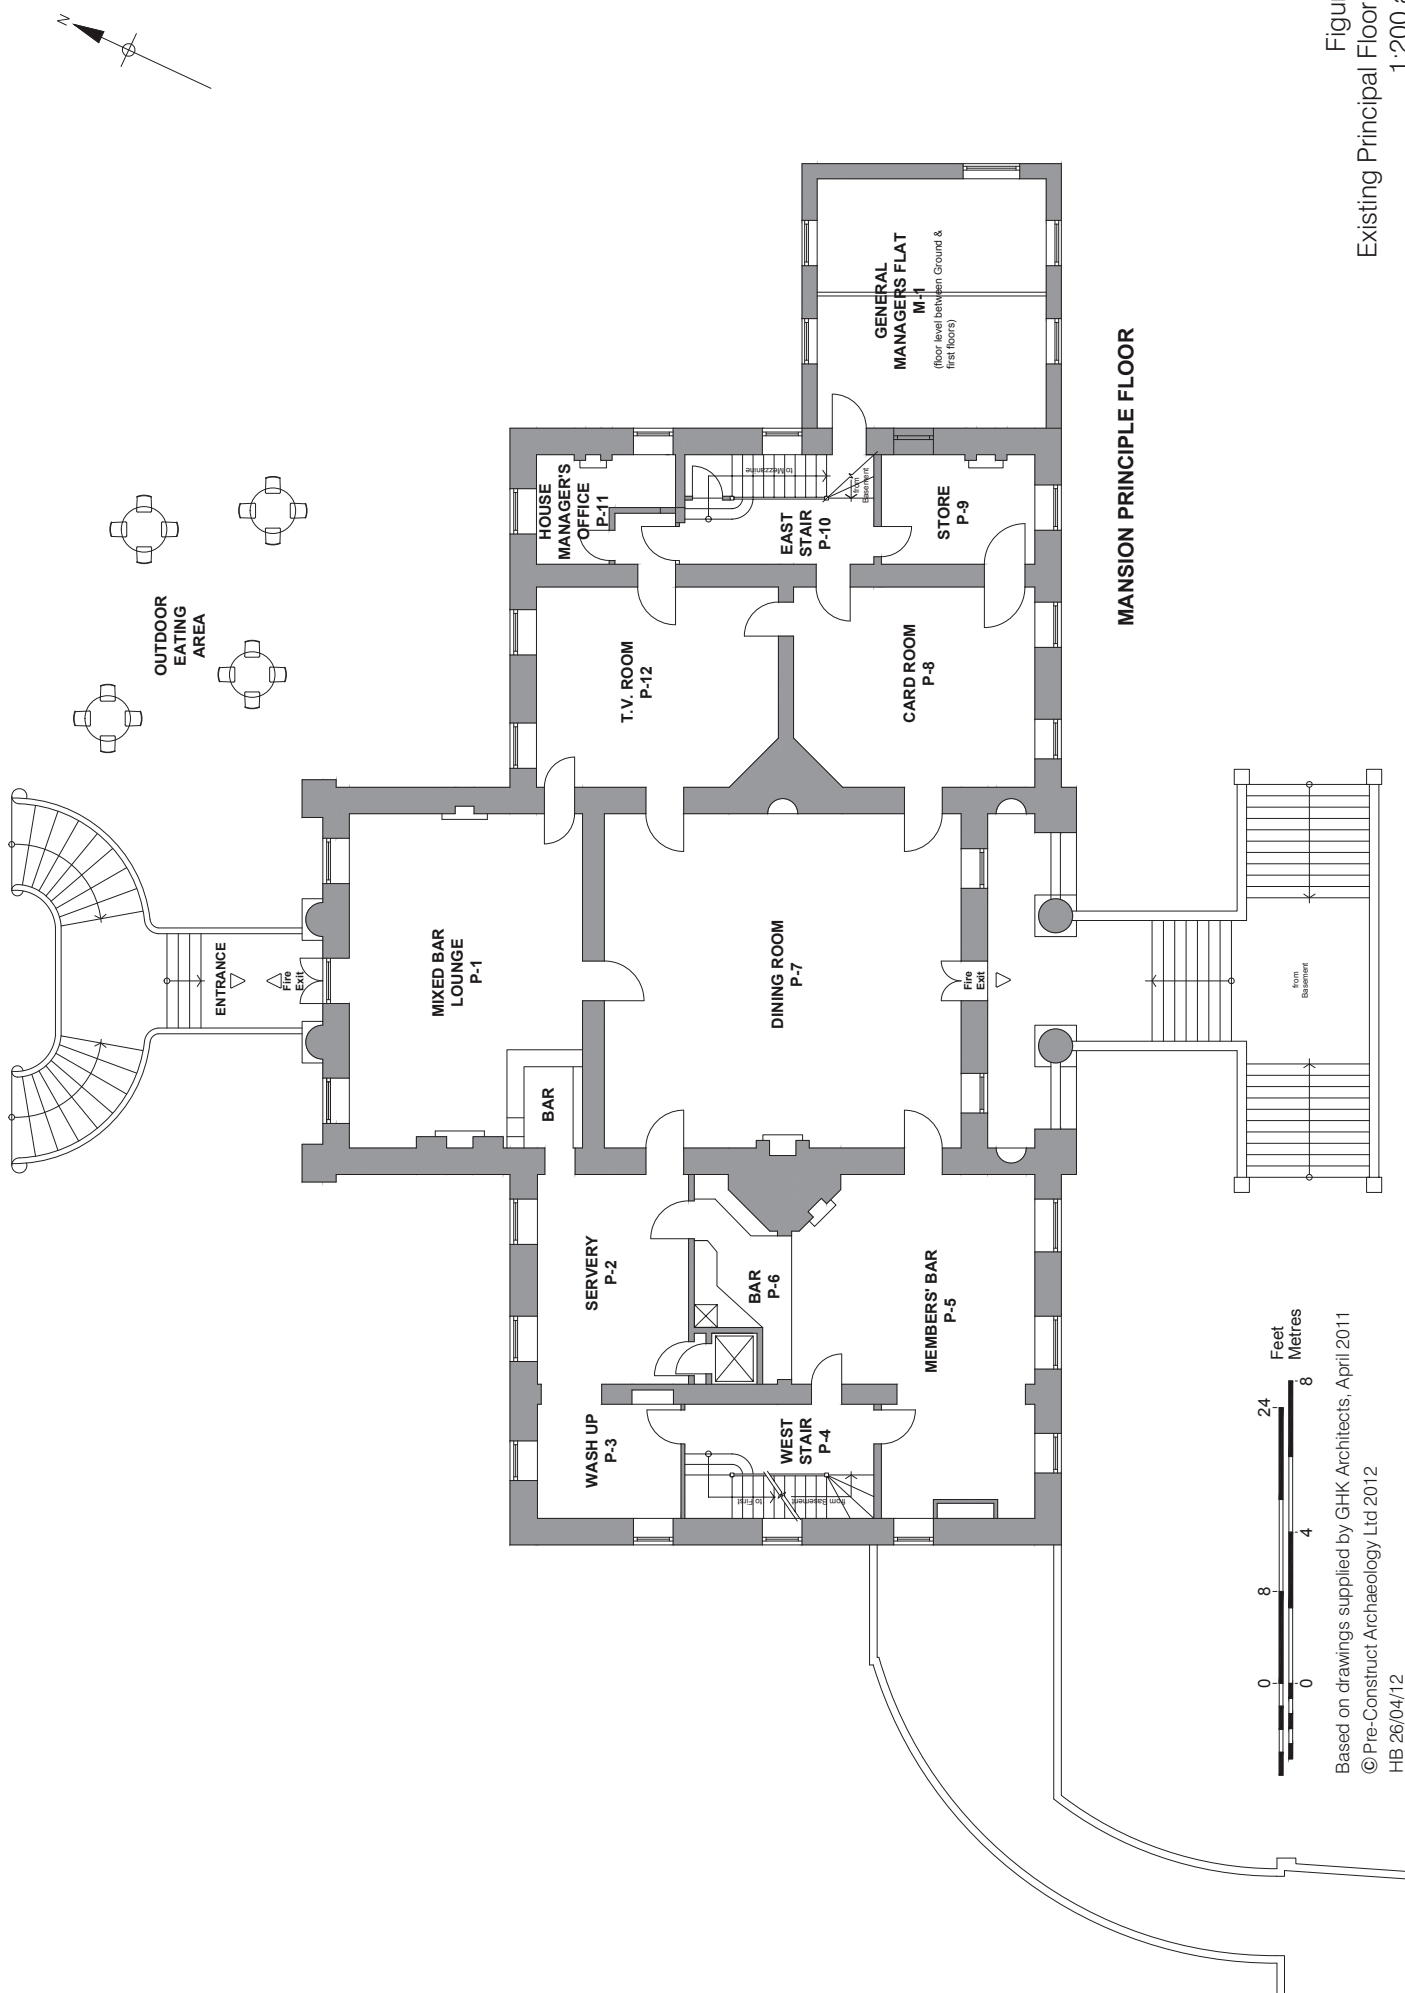 N
OUTDOOR
EATING
AREA
ENTRANCE
Fire
Exit
MIXED BAR
LOUNGE
P-1
BAR
HOUSE
MANAGER'S
OFFICE
P-11
to Mezzanine
from
Basement
EAST
STAIR
P-10
STORE
P-9
GENERAL
MANAGERS FLAT
M-1
(floor level between Ground &
first floors)
T.V. ROOM
P-12
CARD ROOM
P-8
DINING ROOM
P-7
Fire
Exit
from
Basement
SERVERY
P-2
BAR
P-6
MEMBERS' BAR
P-5
WASH UP
P-3
WEST
STAIR
P-4
to First
from Basement
MANSION PRINCIPLE FLOOR
0 8 24 Feet
0 4 8 Metres
Based on drawings supplied by GHK Architects, April 2011
© Pre-Construct Archaeology Ltd 2012
HB 26/04/12
Existing Principal Floor
1:200